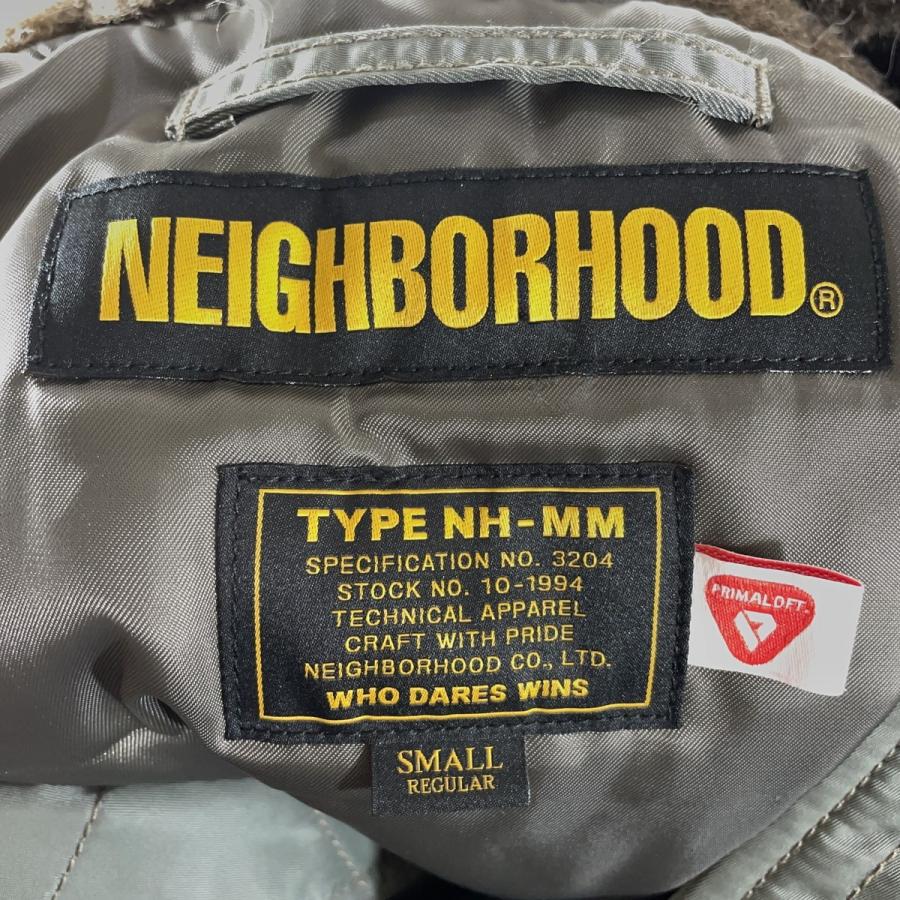 NEIGHBORHOOD®
TYPE NH-MM
SPECIFICATION NO. 3204
STOCK NO. 10-1994
TECHNICAL APPAREL
CRAFT WITH PRIDE
NEIGHBORHOOD CO., LTD.
WHO DARES WINS
PRIMALOFT.
SMALL
REGULAR